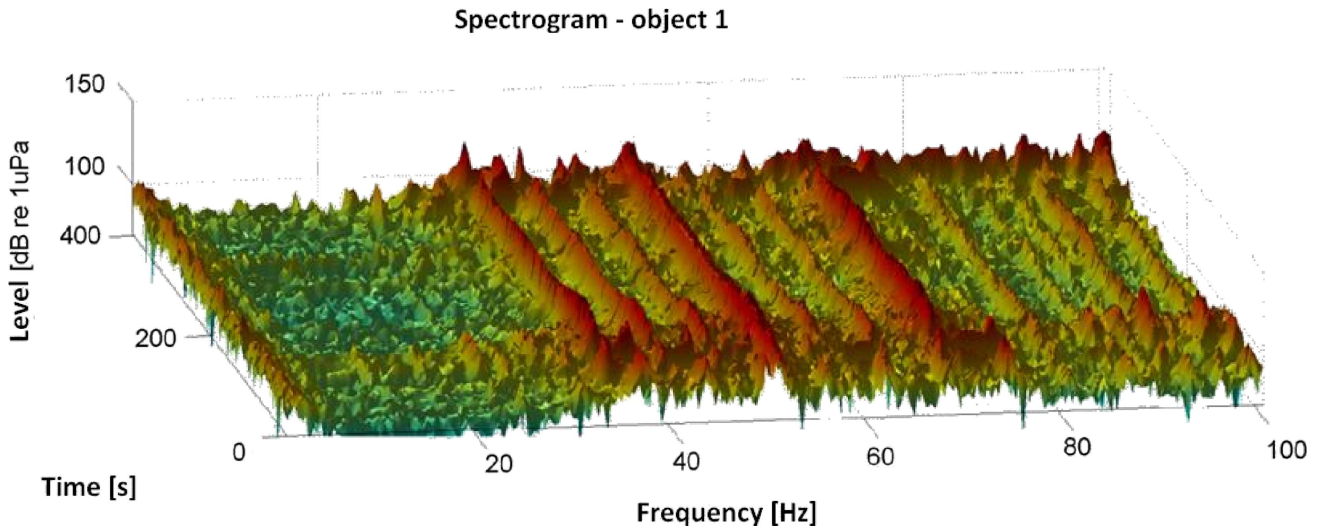 Spectrogram - object 1
150
100
400
200
0
20
40
60
80
100
Level [dB re 1uPa
Time [s]
Frequency [Hz]